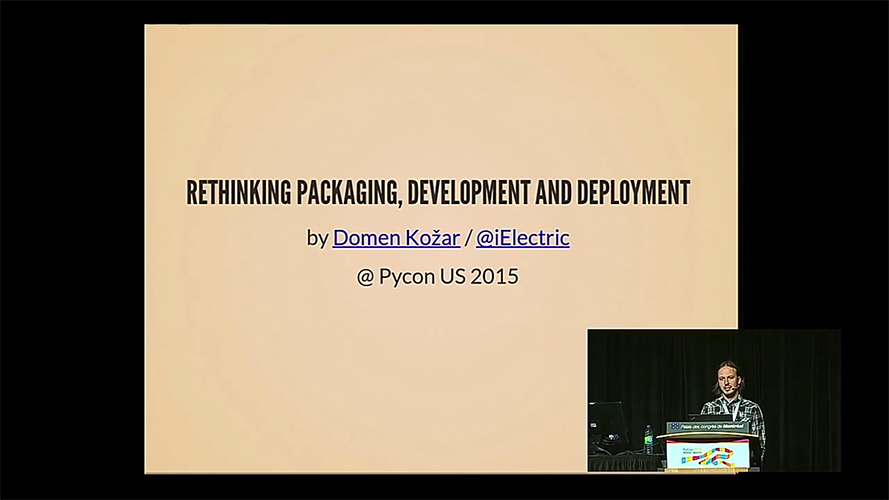 RETHINKING PACKAGING, DEVELOPMENT AND DEPLOYMENT
by Domen Kožar / @iElectric
@ Pycon US 2015
Palais des congrès de Montréal